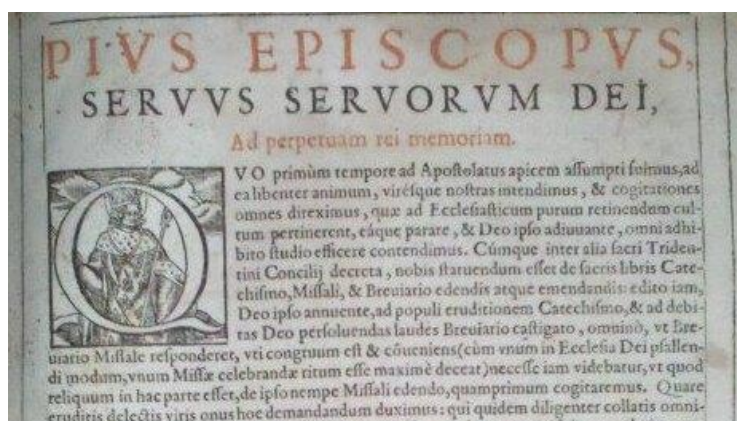 PIVS EPISCOPVS,
SERVVS SERVORVM DEI,
Ad perpetuam rei memoriam.
QVO primùm tempore ad Apoſtolatus apicem aſſumpti fuimus, ad
ea libenter animum, vireſque noſtras intendimus, & cogitationes
omnes direximus, quæ ad Eccleſiaſticum purum retinendum cul-
tum pertinerent, eáque parare, & Deo ipſo adiuuante, omni adhi-
bito ſtudio efficere contendimus. Cúmque inter alia ſacri Triden-
tini Concilij decreta, nobis ſtatuendum eſſet de ſacris libris Cate-
chiſmo, Miſſali, & Breuiario edendis atque emendandis: edito iam,
Deo ipſo annuente, ad populi eruditionem Catechiſmo, & ad debi-
tas Deo perſoluendas laudes Breuiario caſtigato, omninò, vt Bre-
uiario Miſſale reſponderet, vti congruum eſt & cõueniens (cùm vnum in Eccleſia Dei pſallen-
di modum, vnum Miſſæ celebrandæ ritum eſſe maximè deceat) neceſſe iam videbatur, vt quod
reliquum in hac parte eſſet, de ipſo nempe Miſſali edendo, quamprimum cogitaremus. Quare
eruditis delectis viris onus hoc demandandum duximus: qui quidem diligenter collatis omni-